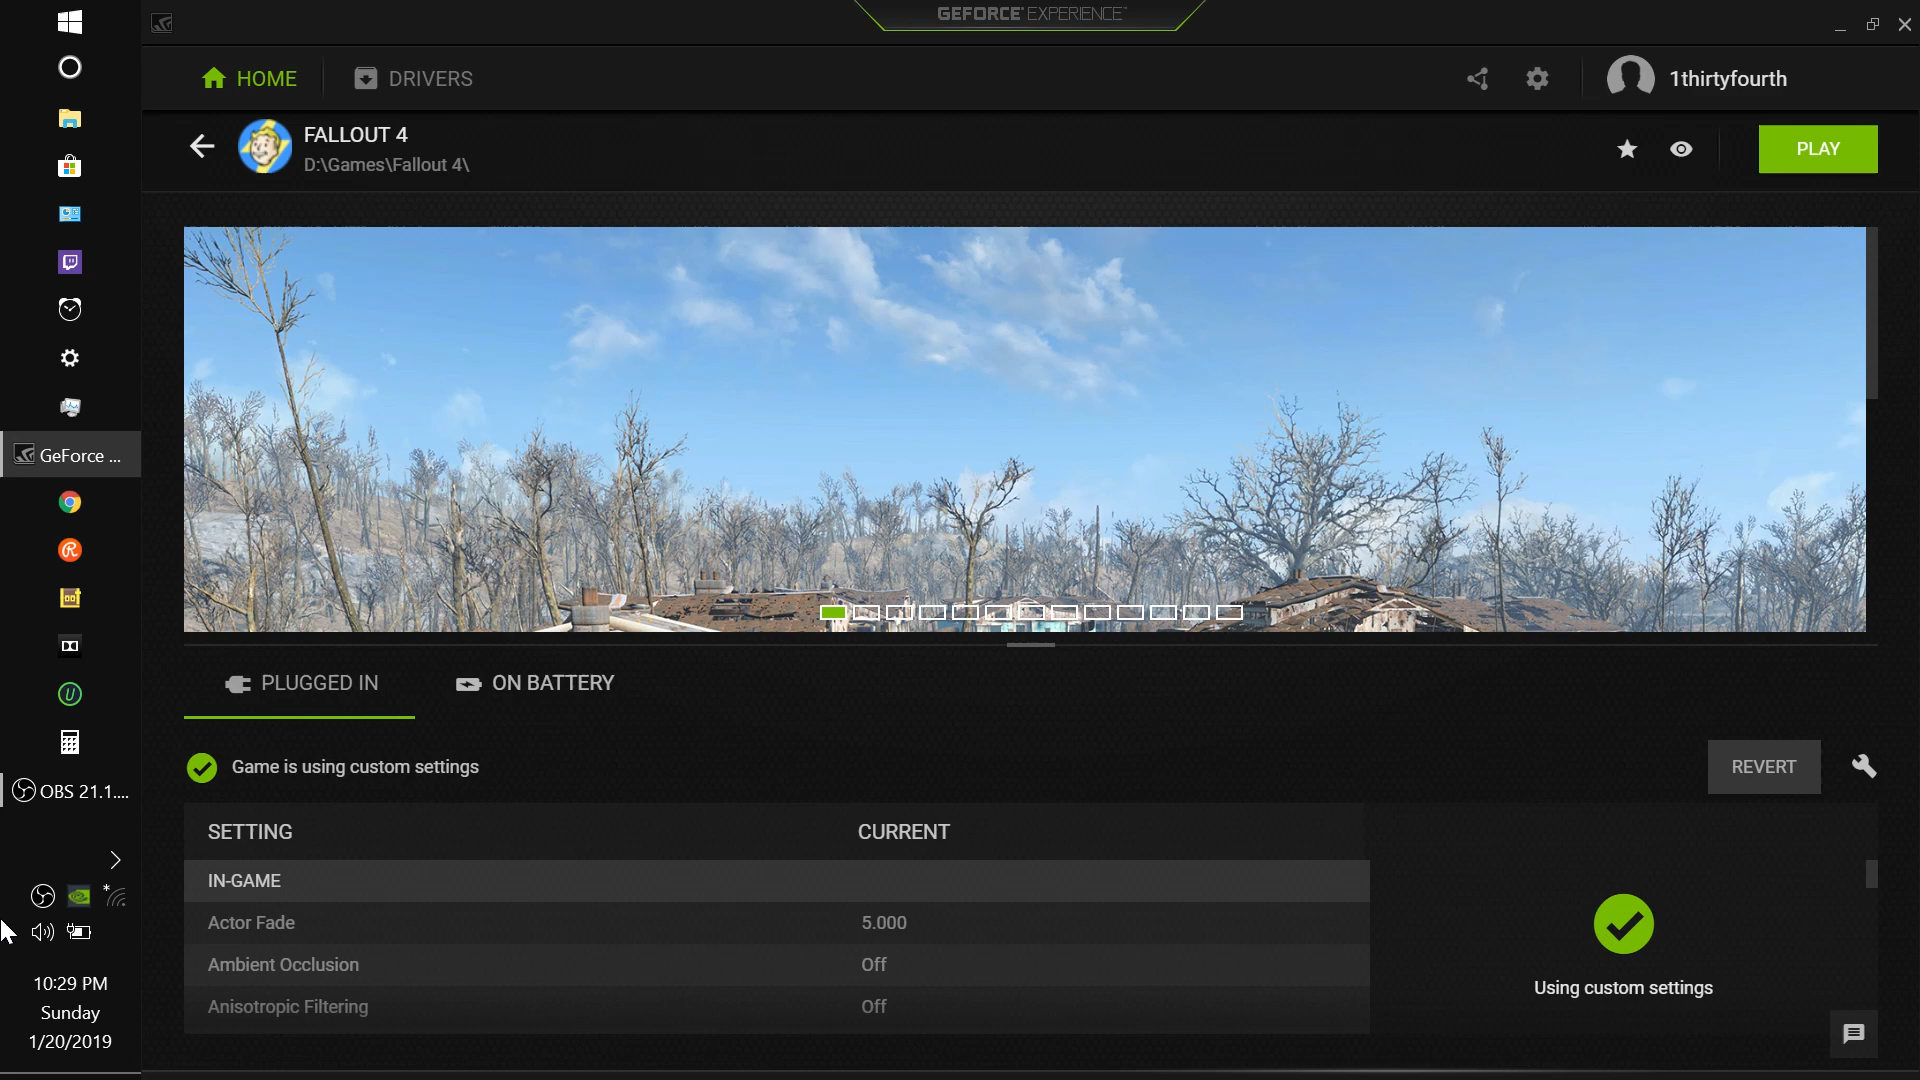 GEFORCE® EXPERIENCE™
HOME
DRIVERS
1thirtyfourth
FALLOUT 4
D:\Games\Fallout 4\
PLAY
GeForce ...
OBS 21.1....
10:29 PM
Sunday
1/20/2019
PLUGGED IN
ON BATTERY
Game is using custom settings
REVERT
SETTING CURRENT
IN-GAME
Actor Fade 5.000
Ambient Occlusion Off
Anisotropic Filtering Off
Using custom settings